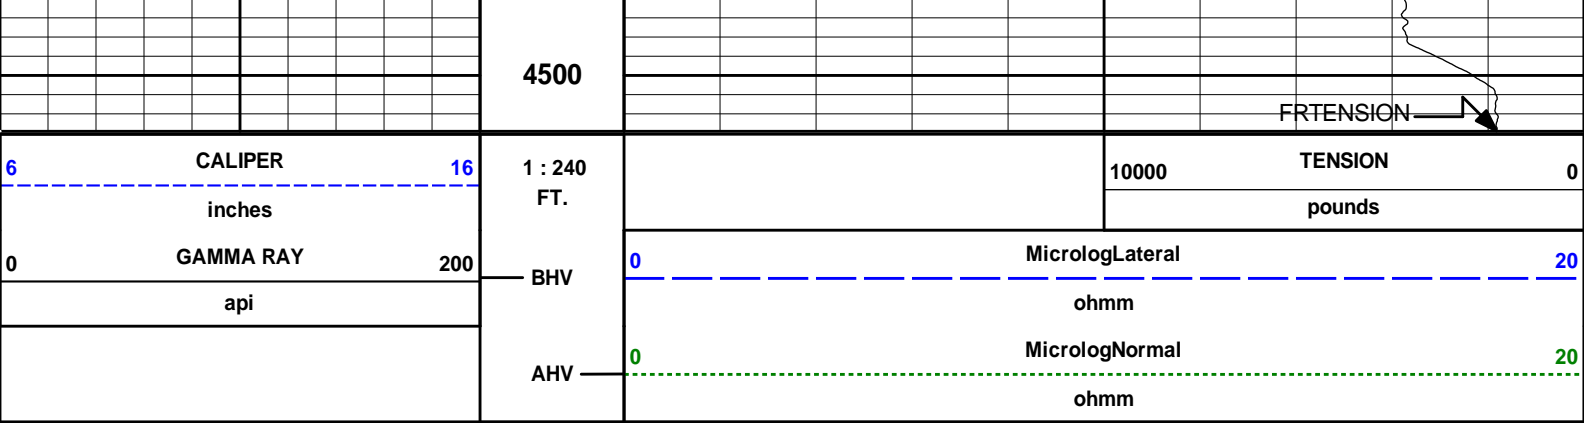 4500
FRTENSION
CALIPER
6 16
inches
GAMMA RAY
0 200
api
1 : 240
FT.
BHV
AHV
TENSION
10000 0
pounds
MicrologLateral
0 20
ohmm
MicrologNormal
0 20
ohmm